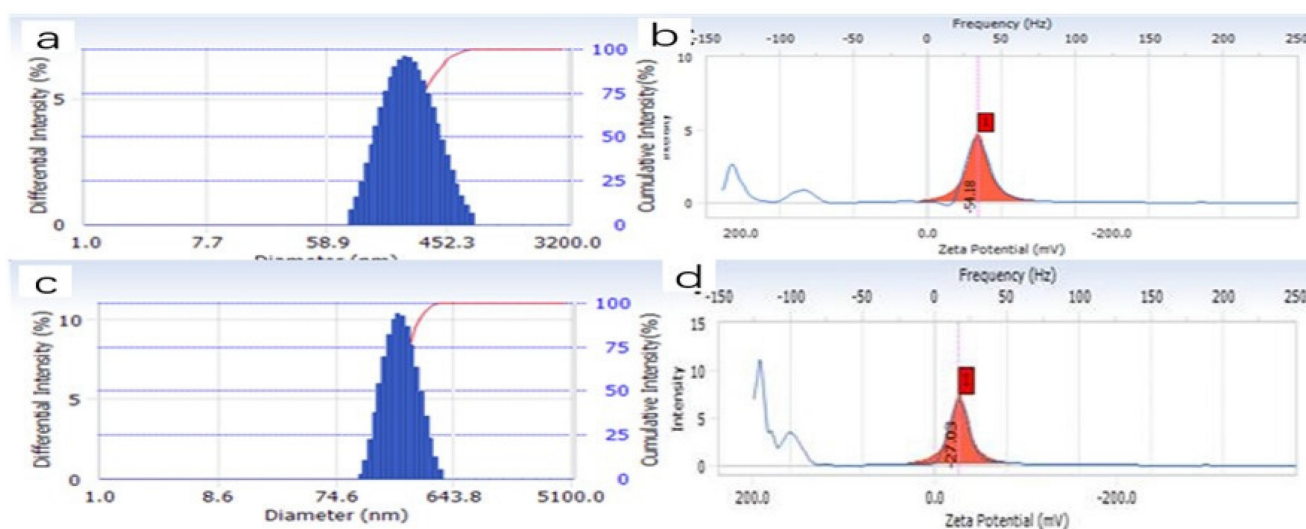 a
Differential Intensity (%)
5
0
100
75
50
25
0
Cumulative Intensity(%)
1.0 7.7 58.9 452.3 3200.0
Diameter (nm)
b
Frequency (Hz)
-150 -100 -50 0 50 100 150 200 250
10
5
0
Intensity
-54.18
200.0 0.0 -200.0
Zeta Potential (mV)
c
Differential Intensity (%)
10
5
0
100
75
50
25
0
Cumulative Intensity(%)
1.0 8.6 74.6 643.8 5100.0
Diameter (nm)
d
Frequency (Hz)
-150 -100 -50 0 50 100 150 200 250
15
10
5
0
Intensity
-27.03
200.0 0.0 -200.0
Zeta Potential (mV)